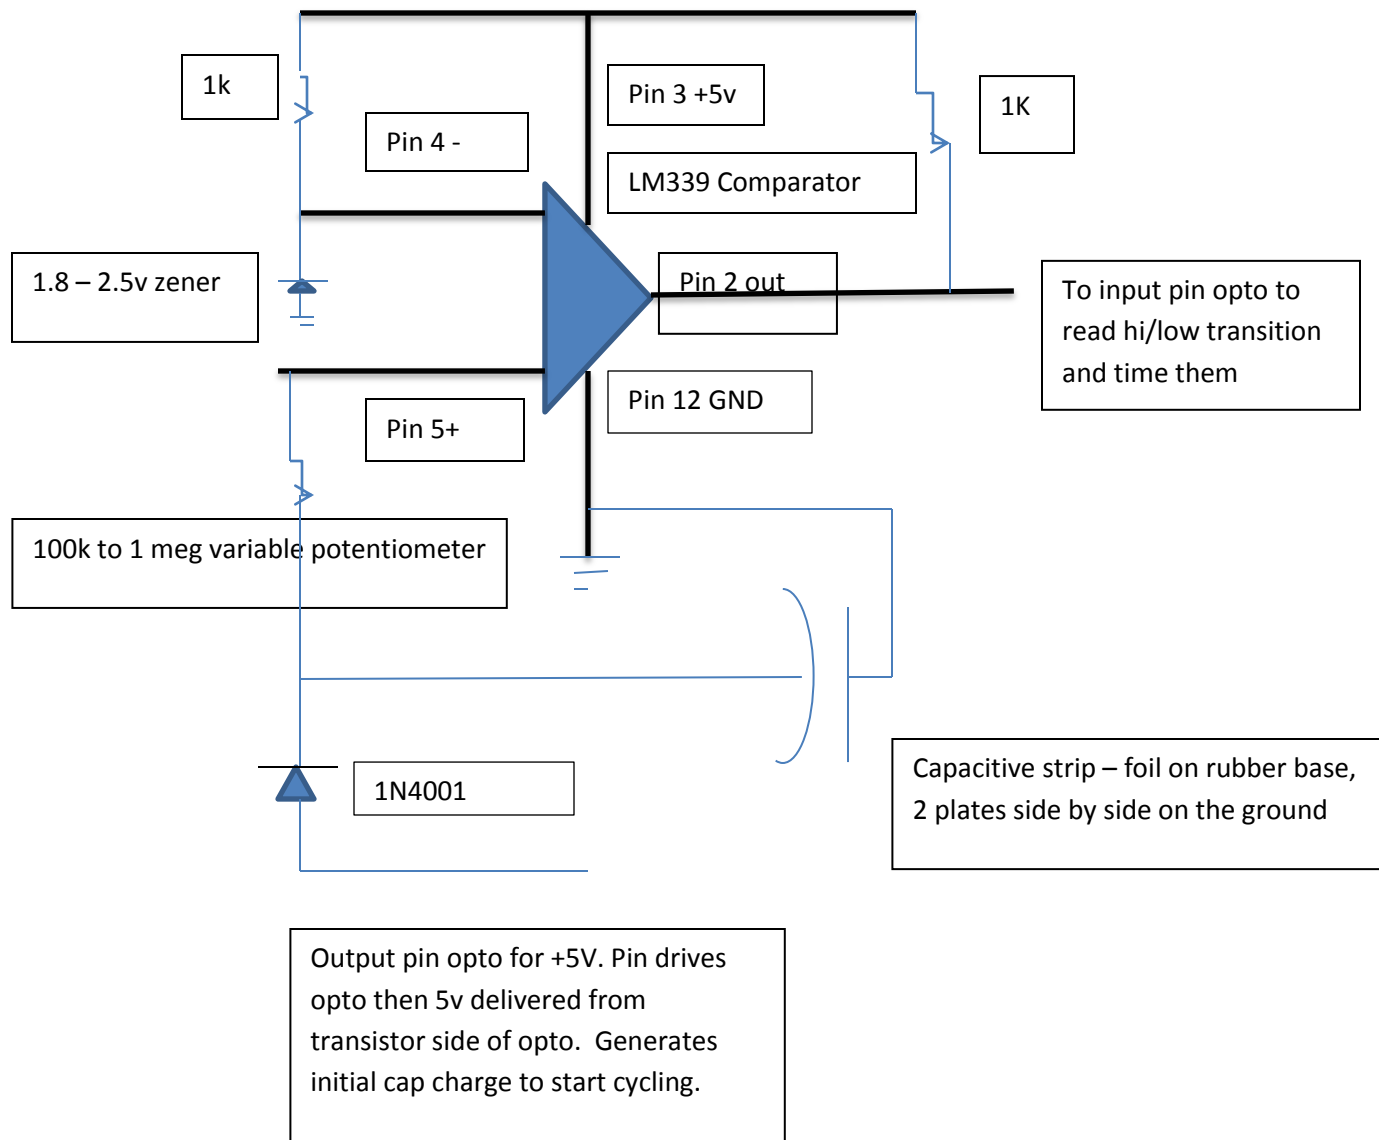 1k
Pin 3 +5v
1K
Pin 4 -
LM339 Comparator
1.8 – 2.5v zener
Pin 2 out
To input pin opto to
read hi/low transition
and time them
Pin 12 GND
Pin 5+
100k to 1 meg variable potentiometer
Capacitive strip – foil on rubber base,
2 plates side by side on the ground
1N4001
Output pin opto for +5V. Pin drives
opto then 5v delivered from
transistor side of opto.  Generates
initial cap charge to start cycling.